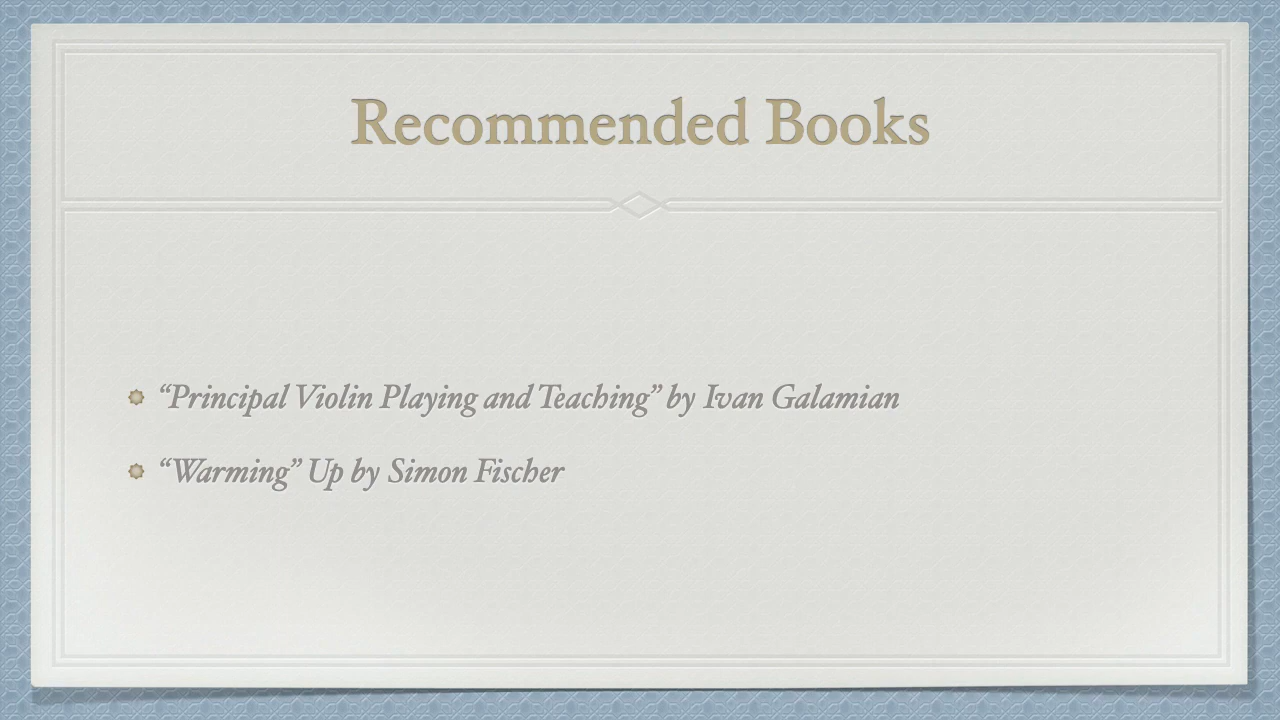 Recommended Books
“Principal Violin Playing and Teaching” by Ivan Galamian
“Warming” Up by Simon Fischer